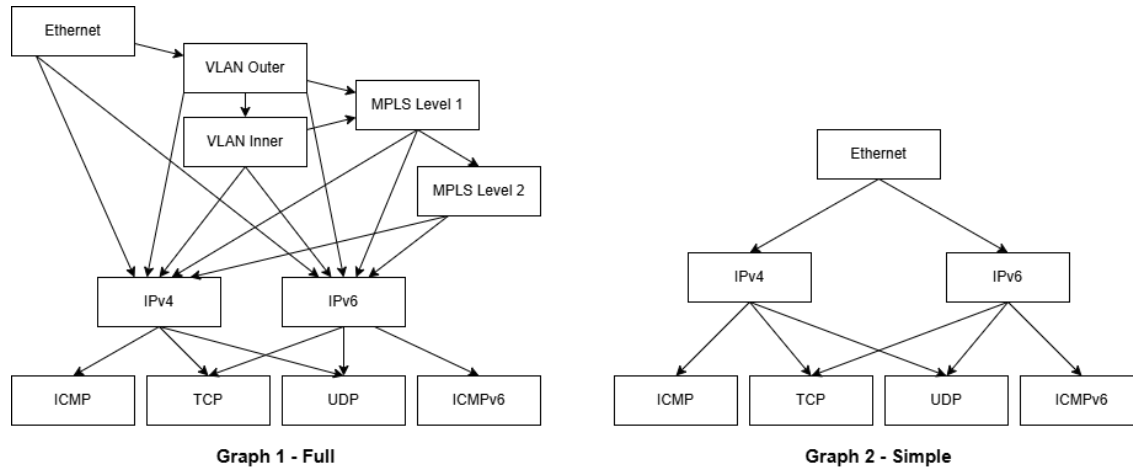 Ethernet
VLAN Outer
MPLS Level 1
VLAN Inner
MPLS Level 2
IPv4
IPv6
ICMP
TCP
UDP
ICMPv6
Graph 1 - Full
Ethernet
IPv4
IPv6
ICMP
TCP
UDP
ICMPv6
Graph 2 - Simple